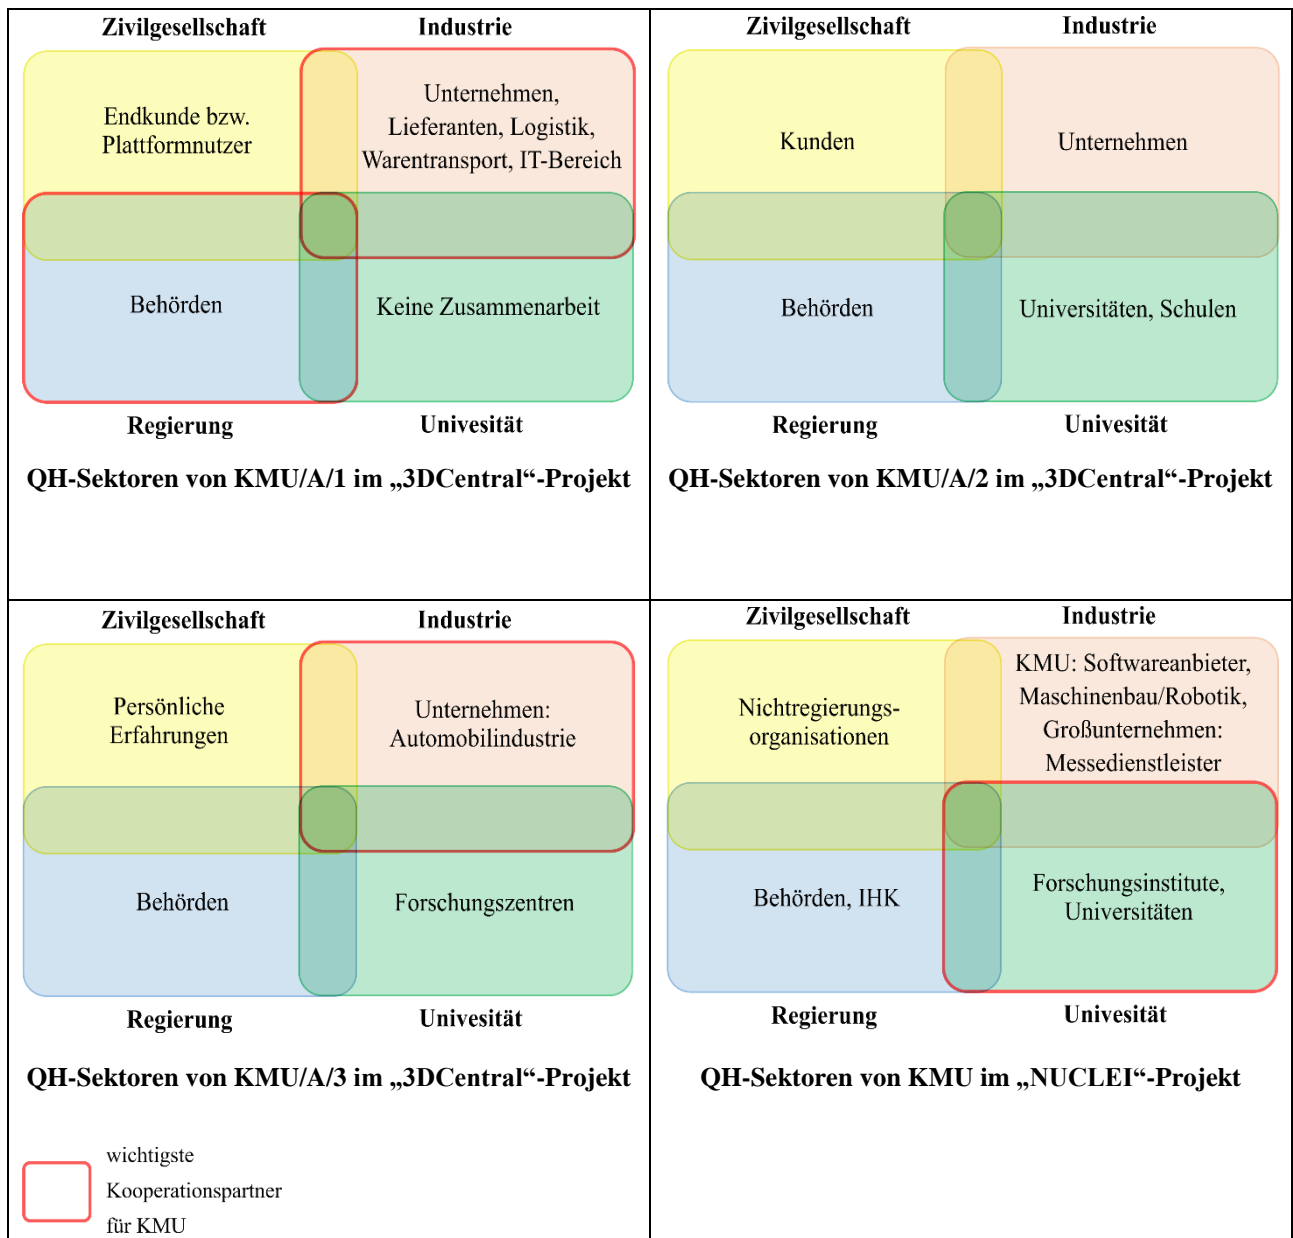 Zivilgesellschaft
Industrie
Endkunde bzw.
Plattformnutzer
Unternehmen,
Lieferanten, Logistik,
Warentransport, IT-Bereich
Behörden
Keine Zusammenarbeit
Regierung
Univesität
QH-Sektoren von KMU/A/1 im „3DCentral“-Projekt
Zivilgesellschaft
Industrie
Kunden
Unternehmen
Behörden
Universitäten, Schulen
Regierung
Univesität
QH-Sektoren von KMU/A/2 im „3DCentral“-Projekt
Zivilgesellschaft
Industrie
Persönliche
Erfahrungen
Unternehmen:
Automobilindustrie
Behörden
Forschungszentren
Regierung
Univesität
QH-Sektoren von KMU/A/3 im „3DCentral“-Projekt
wichtigste
Kooperationspartner
für KMU
Zivilgesellschaft
Industrie
Nichtregierungs-
organisationen
KMU: Softwareanbieter,
Maschinenbau/Robotik,
Großunternehmen:
Messedienstleister
Behörden, IHK
Forschungsinstitute,
Universitäten
Regierung
Univesität
QH-Sektoren von KMU im „NUCLEI“-Projekt